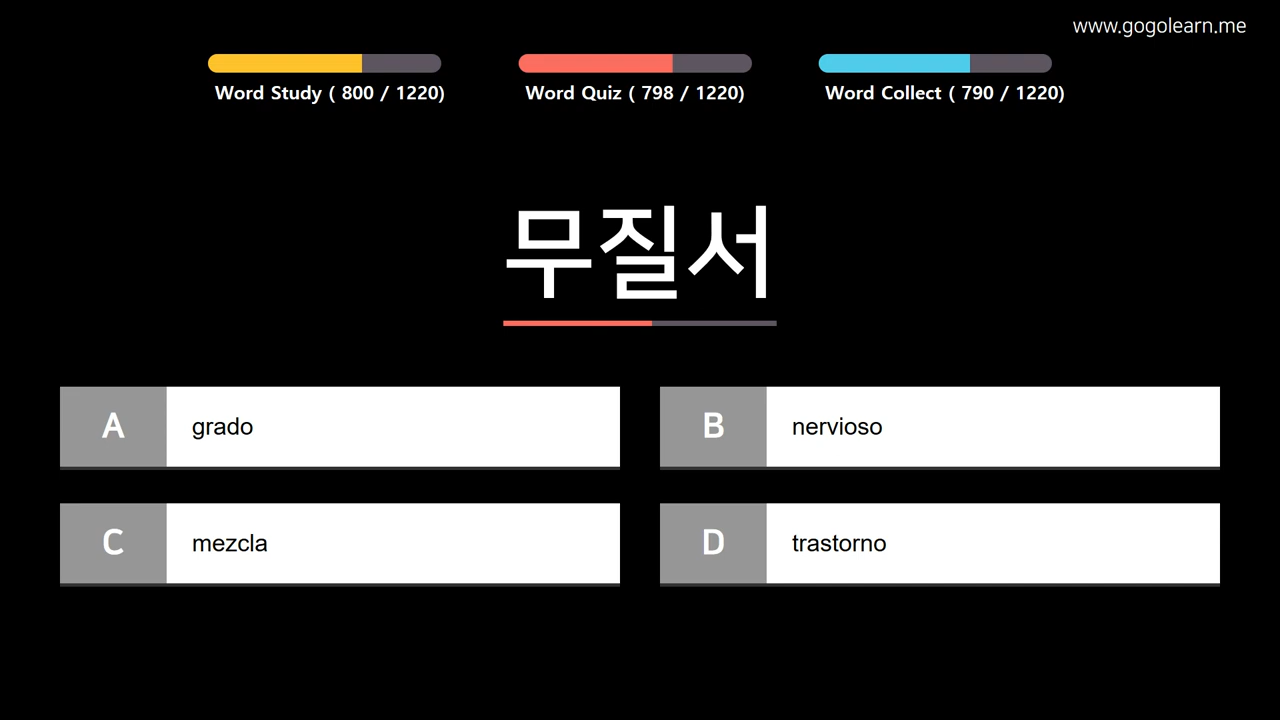 www.gogolearn.me
Word Study ( 800 / 1220)
Word Quiz ( 798 / 1220)
Word Collect ( 790 / 1220)
무질서
A grado
B nervioso
C mezcla
D trastorno